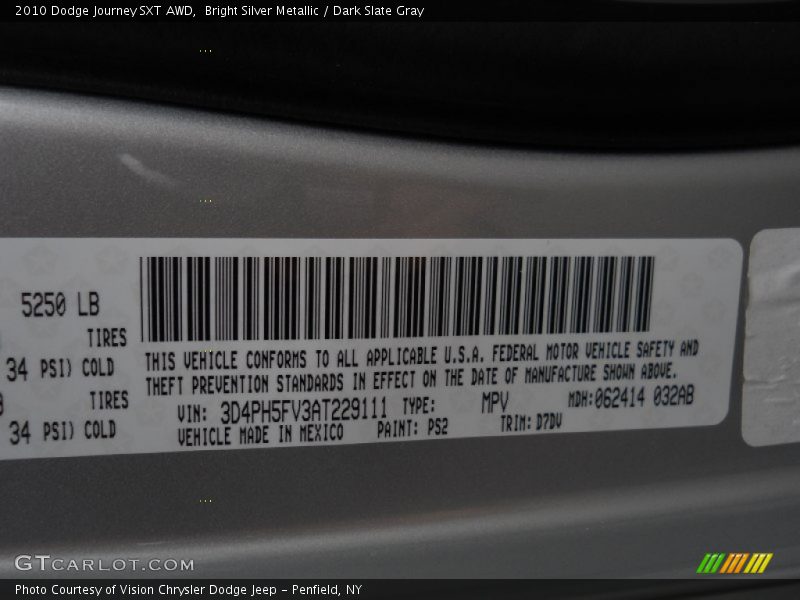 2010 Dodge Journey SXT AWD, Bright Silver Metallic / Dark Slate Gray
5250 LB
TIRES
34 PSI) COLD
TIRES
34 PSI) COLD
THIS VEHICLE CONFORMS TO ALL APPLICABLE U.S.A. FEDERAL MOTOR VEHICLE SAFETY AND
THEFT PREVENTION STANDARDS IN EFFECT ON THE DATE OF MANUFACTURE SHOWN ABOVE.
VIN: 3D4PH5FV3AT229111 TYPE: MPV MDH:062414 032AB
VEHICLE MADE IN MEXICO PAINT: PS2 TRIM: D7DV
GTCARLOT.COM
Photo Courtesy of Vision Chrysler Dodge Jeep – Penfield, NY